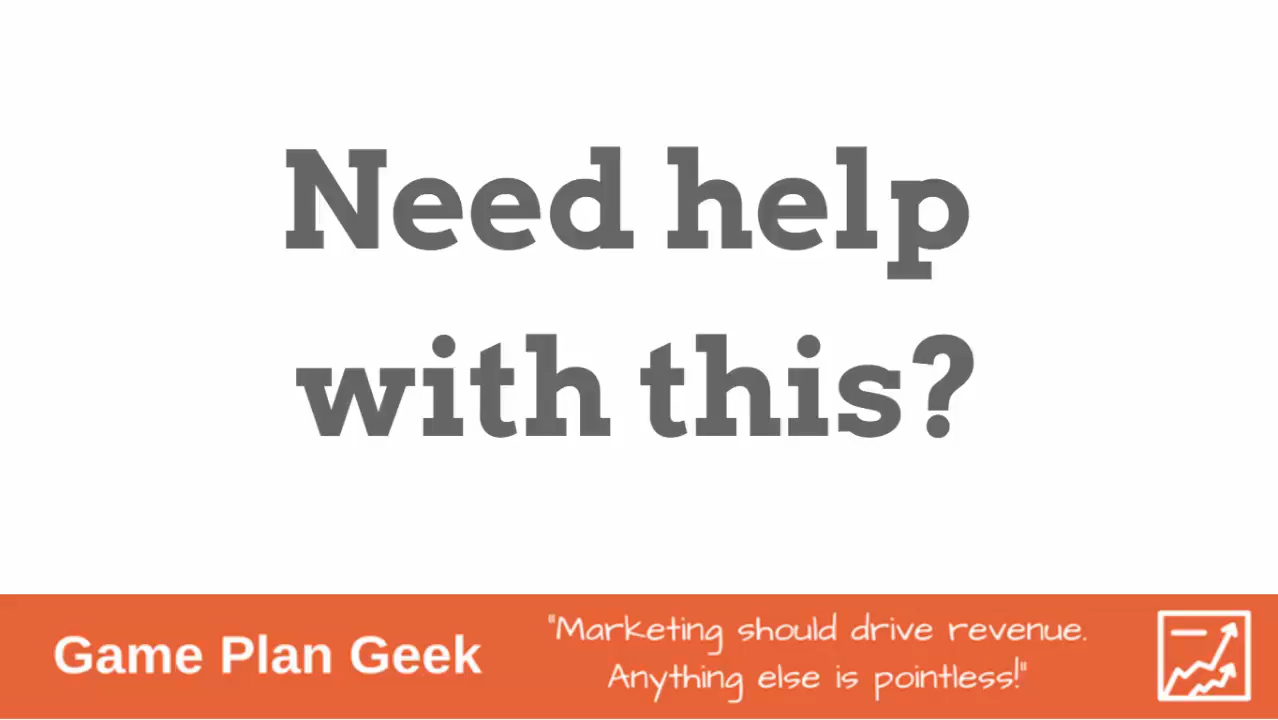 Need help
with this?
Game Plan Geek
"Marketing should drive revenue.
Anything else is pointless!"